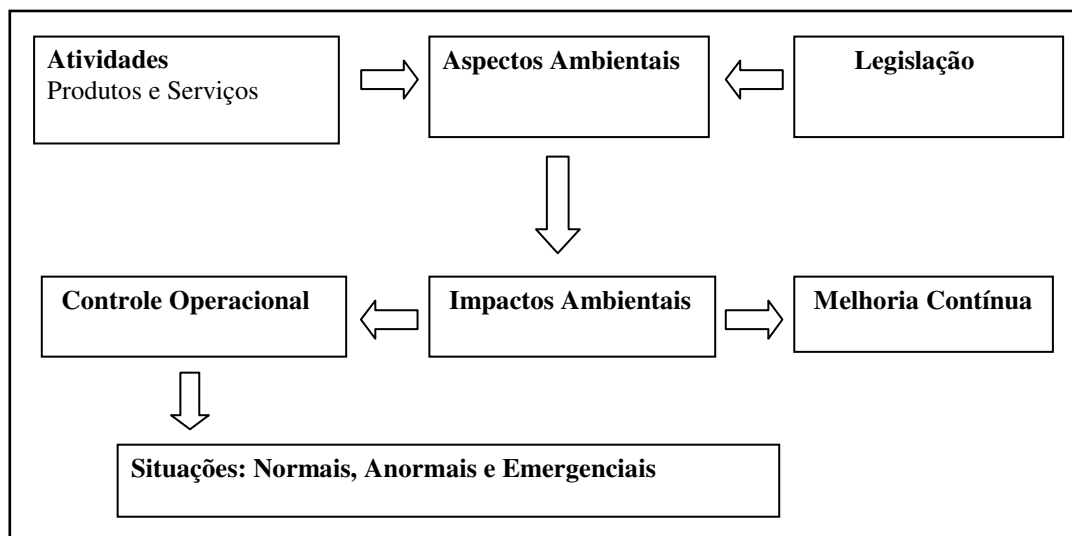 Atividades
Produtos e Serviços
Aspectos Ambientais
Legislação
Controle Operacional
Impactos Ambientais
Melhoria Contínua
Situações: Normais, Anormais e Emergenciais